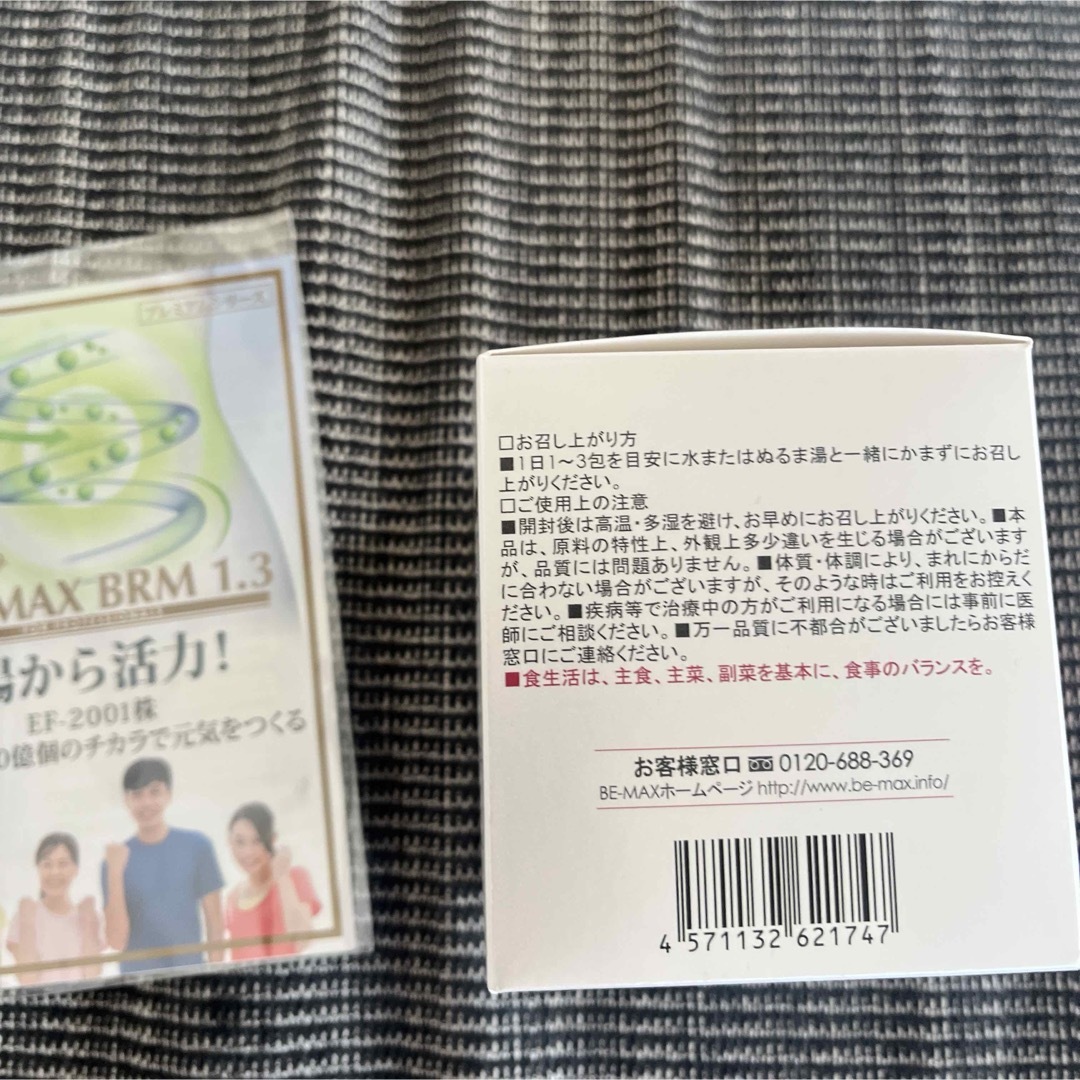 プレミアムシリーズ
MAX BRM 1.3
から活力!
EF-2001株
億個のチカラで元気をつくる
□お召し上がり方
■1日1〜3包を目安に水またはぬるま湯と一緒にかまずにお召し
上がりください。
□ご使用上の注意
■開封後は高温・多湿を避け、お早めにお召し上がりください。■本
品は、原料の特性上、外観上多少違いを生じる場合がございます
が、品質には問題ありません。■体質・体調により、まれにからだ
に合わない場合がございますが、そのような時はご利用をお控えく
ださい。■疾病等で治療中の方がご利用になる場合には事前に医
師にご相談ください。■万一品質に不都合がございましたらお客様
窓口にご連絡ください。
■食生活は、主食、主菜、副菜を基本に、食事のバランスを。
お客様窓口 0120-688-369
BE-MAXホームページ http://www.be-max.info/
4 571132 621747